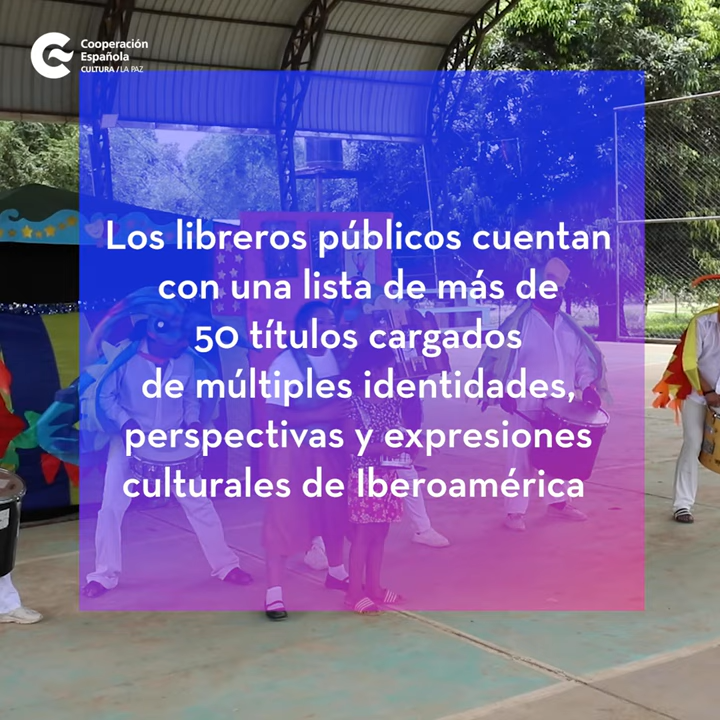 Cooperación
Española
CULTURA / LA PAZ
Los libreros públicos cuentan
con una lista de más de
50 títulos cargados
de múltiples identidades,
perspectivas y expresiones
culturales de Iberoamérica